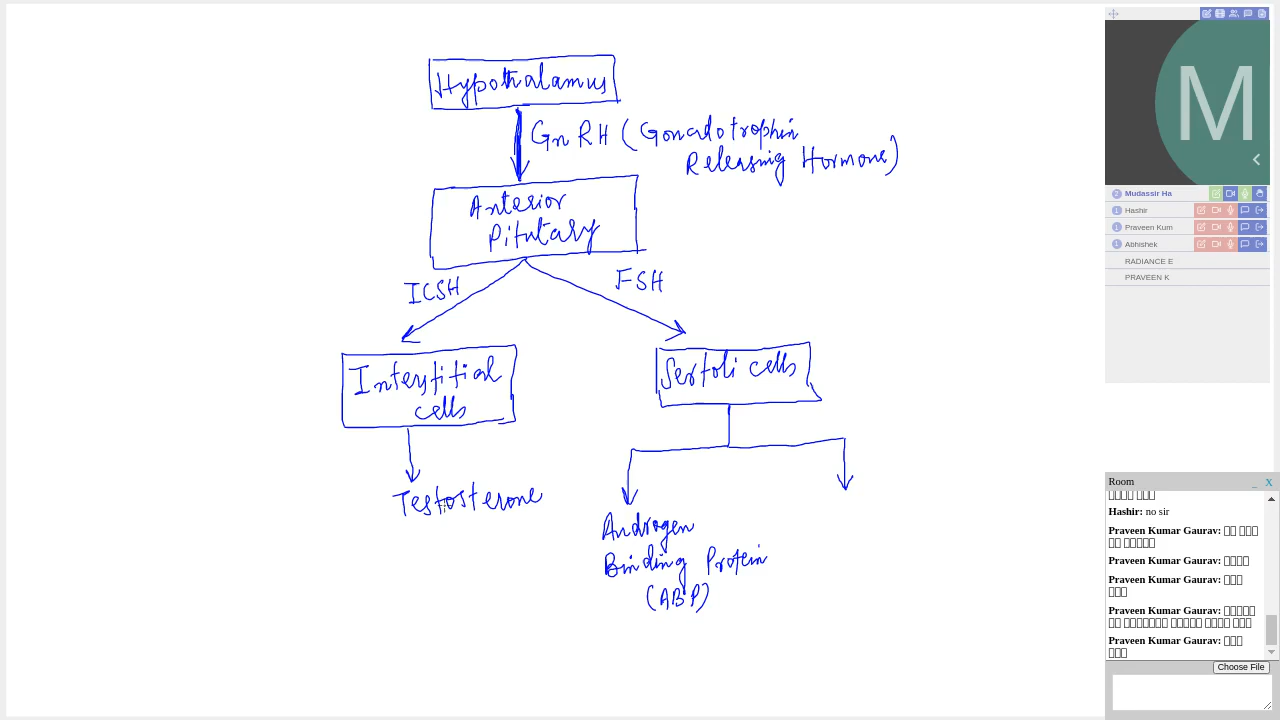 Hypothalamus
GnRH (Gonadotrophin
Releasing Hormone)
Anterior
Pitutary
ICSH
FSH
Interstitial
cells
Sertoli cells
Testosterone
Androgen
Binding Protein
(ABP)
M
Mudassir Ha
Hashir
Praveen Kum
Abhishek
RADIANCE E
PRAVEEN K
Room
Hashir: no sir
Praveen Kumar Gaurav:
Praveen Kumar Gaurav:
Praveen Kumar Gaurav:
Praveen Kumar Gaurav:
Praveen Kumar Gaurav:
Choose File